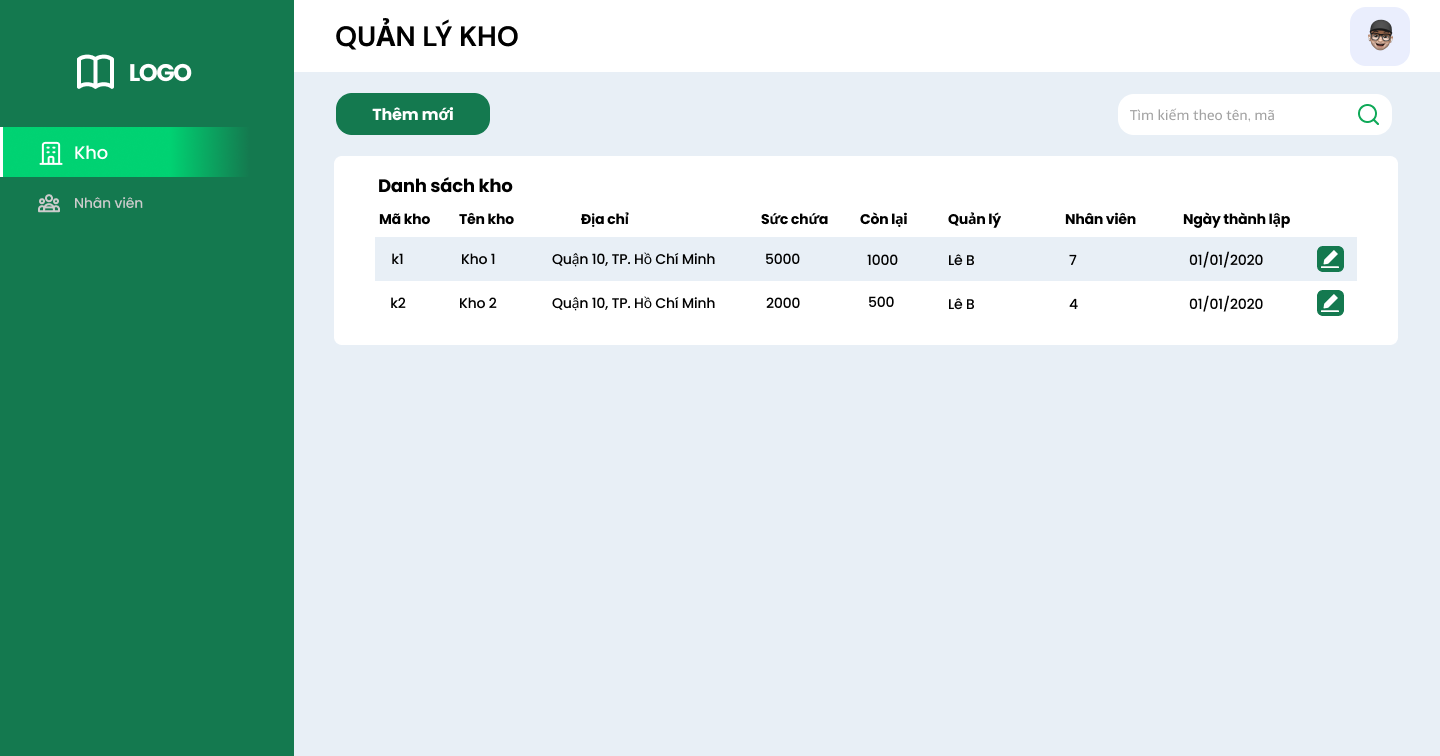 QUẢN LÝ KHO
LOGO
Kho
Nhân viên
Thêm mới
Tìm kiếm theo tên, mã
Danh sách kho
Mã kho Tên kho Địa chỉ Sức chứa Còn lại Quản lý Nhân viên Ngày thành lập
k1 Kho 1 Quận 10, TP. Hồ Chí Minh 5000 1000 Lê B 7 01/01/2020
k2 Kho 2 Quận 10, TP. Hồ Chí Minh 2000 500 Lê B 4 01/01/2020